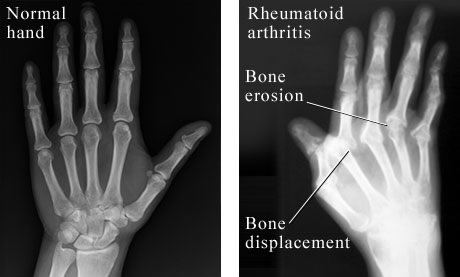 Normal
hand
Rheumatoid
arthritis
Bone
erosion
Bone
displacement